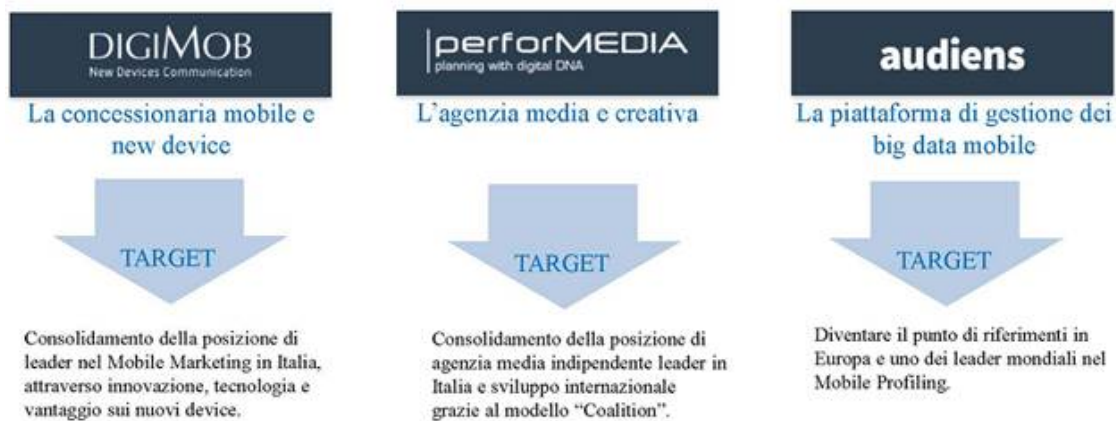 DIGIMOB
New Devices Communication
La concessionaria mobile e
new device
TARGET
Consolidamento della posizione di
leader nel Mobile Marketing in Italia,
attraverso innovazione, tecnologia e
vantaggio sui nuovi device.
perforMEDIA
planning with digital DNA
L'agenzia media e creativa
TARGET
Consolidamento della posizione di
agenzia media indipendente leader in
Italia e sviluppo internazionale
grazie al modello “Coalition”.
audiens
La piattaforma di gestione dei
big data mobile
TARGET
Diventare il punto di riferimenti in
Europa e uno dei leader mondiali nel
Mobile Profiling.